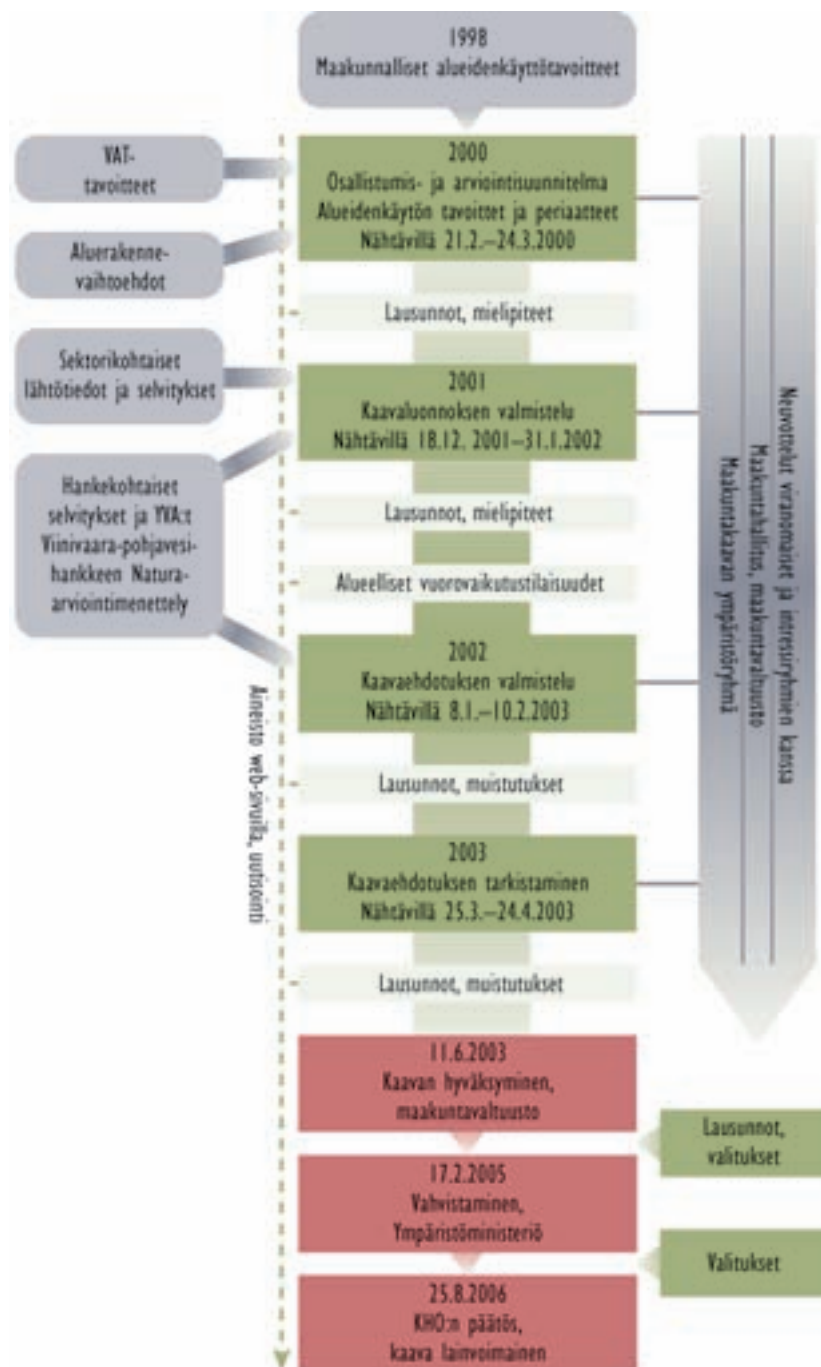 1998
Maakunnalliset alueidenkäyttötavoitteet
VAT-
tavoitteet
Aluerakenne-
vaihtoehdot
2000
Osallistumis- ja arviointisuunnitelma
Alueidenkäytön tavoittet ja periaatteet
Nähtävillä 21.2.–24.3.2000
Lausunnot, mielipiteet
Sektorikohtaiset
lähtötiedot ja selvitykset
2001
Kaavaluonnoksen valmistelu
Nähtävillä 18.12. 2001–31.1.2002
Hankekohtaiset
selvitykset ja YVA:t
Viinivaara-pohjavesi-
hankkeen Natura-
arviointimenettely
Lausunnot, mielipiteet
Alueelliset vuorovaikutustilaisuudet
2002
Kaavaehdotuksen valmistelu
Nähtävillä 8.1.–10.2.2003
Lausunnot, muistutukset
2003
Kaavaehdotuksen tarkistaminen
Nähtävillä 25.3.–24.4.2003
Lausunnot, muistutukset
Aineisto web-sivuilla, uutisointi
Neuvottelut viranomaiset ja intressiryhmien kanssa
Maakuntahallitus, maakuntavaltuusto
Maakuntakaavan ympäristöryhmä
11.6.2003
Kaavan hyväksyminen,
maakuntavaltuusto
Lausunnot,
valitukset
17.2.2005
Vahvistaminen,
Ympäristöministeriö
Valitukset
25.8.2006
KHO:n päätös,
kaava lainvoimainen